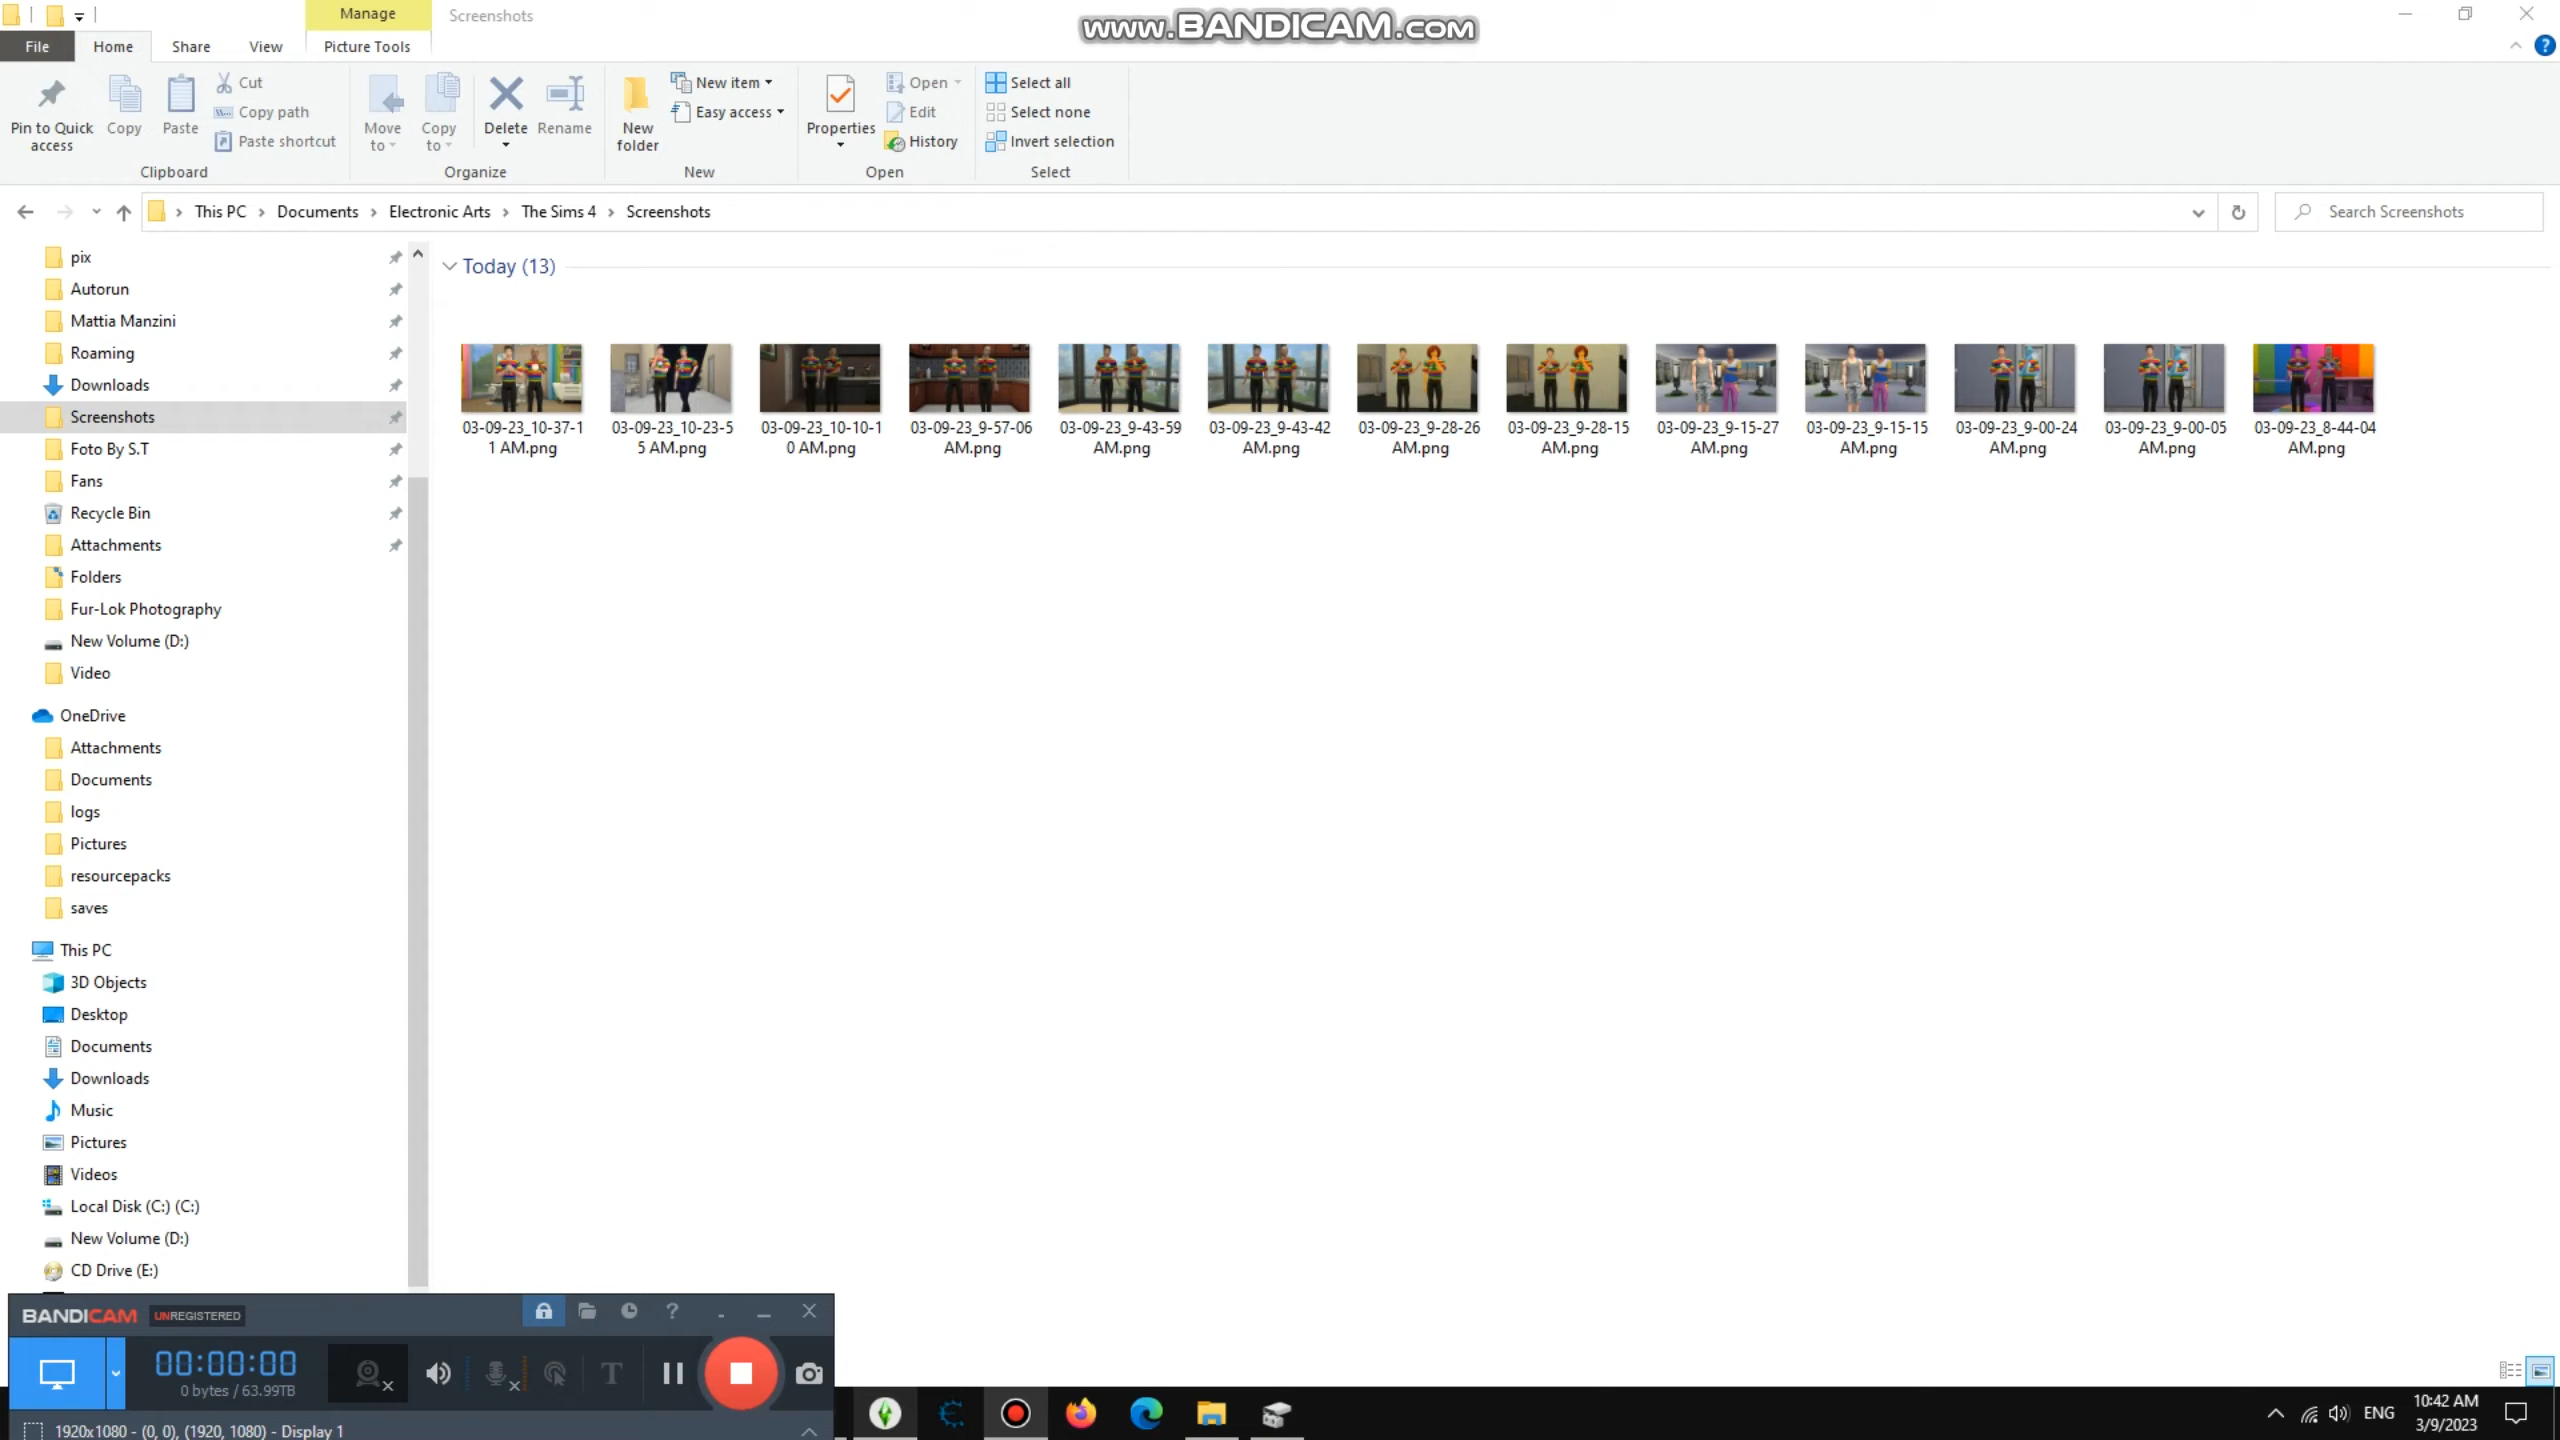 Manage
Screenshots
www.BANDICAM.com
File
Home
Share
View
Picture Tools
Pin to Quick
access
Copy
Paste
Cut
Copy path
Paste shortcut
Clipboard
Move
to
Copy
to
Delete
Rename
Organize
New
folder
New item
Easy access
New
Properties
Open
Edit
History
Open
Select all
Select none
Invert selection
Select
This PC
Documents
Electronic Arts
The Sims 4
Screenshots
Search Screenshots
pix
Autorun
Mattia Manzini
Roaming
Downloads
Screenshots
Foto By S.T
Fans
Recycle Bin
Attachments
Folders
Fur-Lok Photography
New Volume (D:)
Video
OneDrive
Attachments
Documents
logs
Pictures
resourcepacks
saves
This PC
3D Objects
Desktop
Documents
Downloads
Music
Pictures
Videos
Local Disk (C:) (C:)
New Volume (D:)
CD Drive (E:)
Today (13)
03-09-23_10-37-1
1 AM.png
03-09-23_10-23-5
5 AM.png
03-09-23_10-10-1
0 AM.png
03-09-23_9-57-06
AM.png
03-09-23_9-43-59
AM.png
03-09-23_9-43-42
AM.png
03-09-23_9-28-26
AM.png
03-09-23_9-28-15
AM.png
03-09-23_9-15-27
AM.png
03-09-23_9-15-15
AM.png
03-09-23_9-00-24
AM.png
03-09-23_9-00-05
AM.png
03-09-23_8-44-04
AM.png
BANDICAM UNREGISTERED
00:00:00
0 bytes / 63.99TB
1920x1080 - (0, 0), (1920, 1080) - Display 1
ENG
10:42 AM
3/9/2023